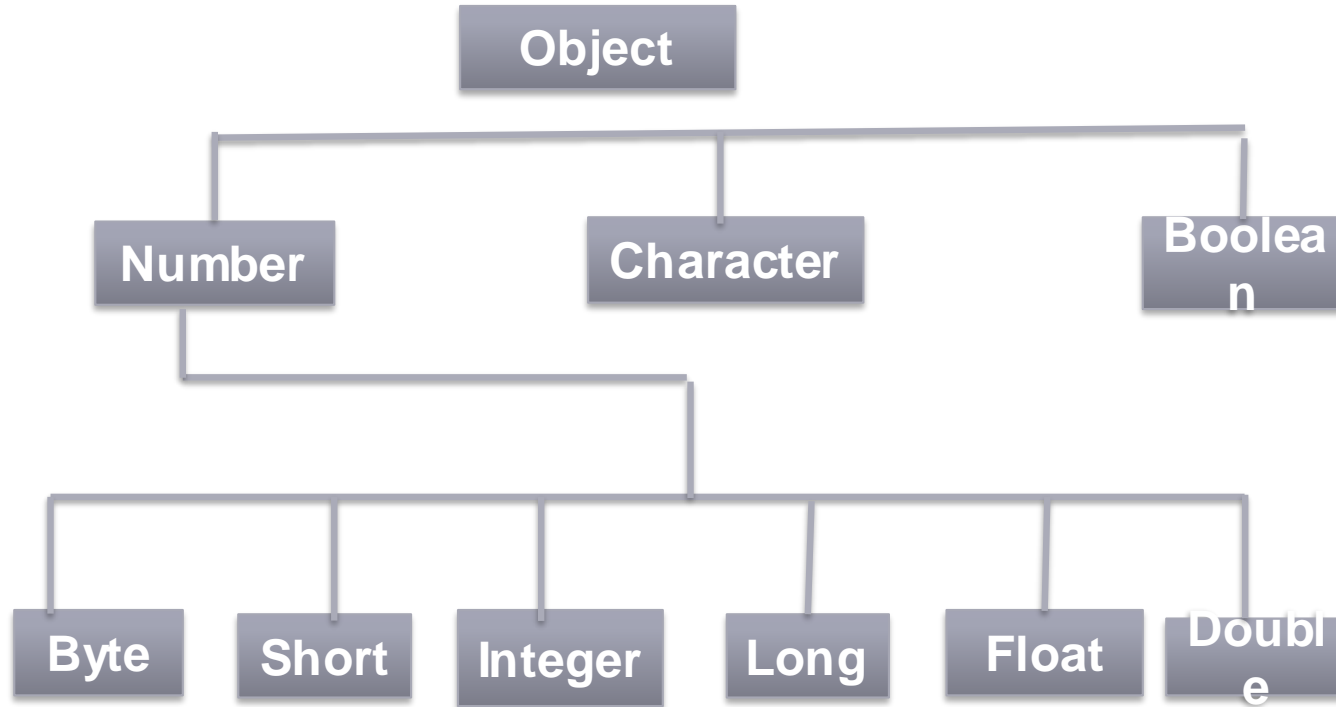 Object
Number
Character
Boolea
n
Byte
Short
Integer
Long
Float
Doubl
e